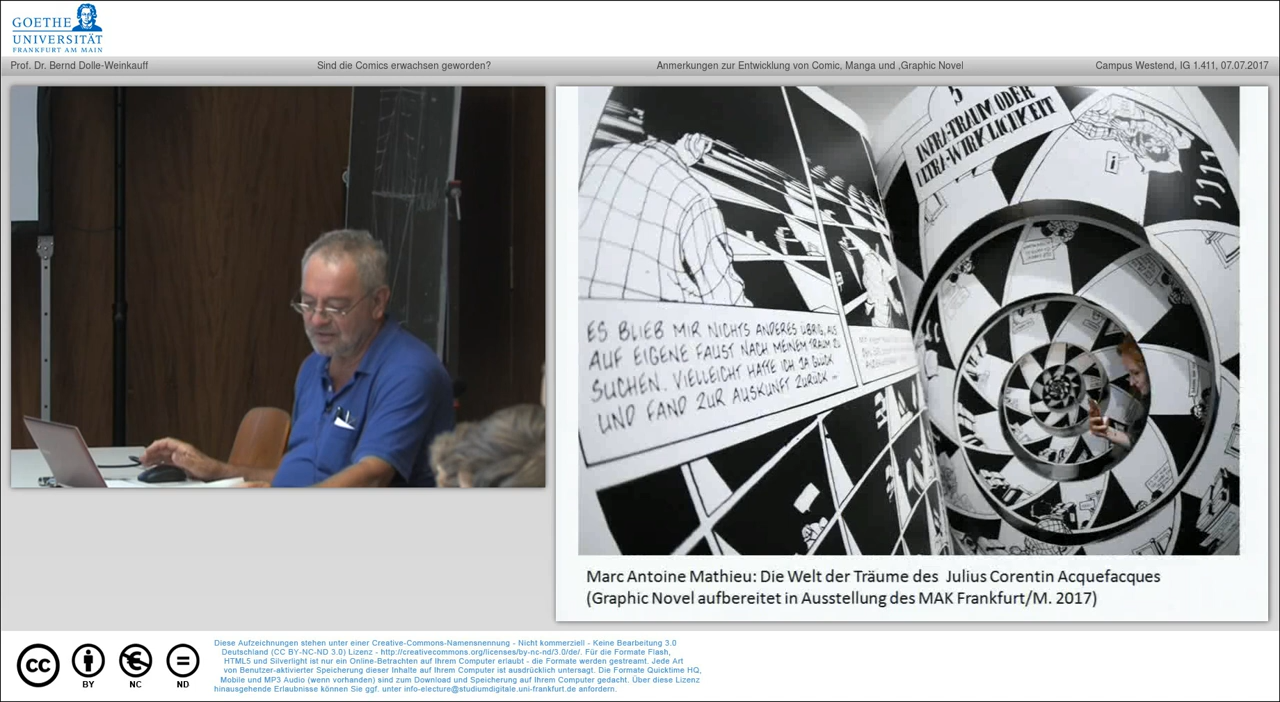 GOETHE
UNIVERSITÄT
FRANKFURT AM MAIN
Prof. Dr. Bernd Dolle-Weinkauff
Sind die Comics erwachsen geworden?
Anmerkungen zur Entwicklung von Comic, Manga und ‚Graphic Novel
Campus Westend, IG 1.411, 07.07.2017
5
INFRA-TRAUM ODER
ULTRA-WIRKLICHKEIT
ES BLIEB MIR NICHTS ANDERES ÜBRIG, ALS
AUF EIGENE FAUST NACH MEINEM TRAUM ZU
SUCHEN. VIELLEICHT HATTE ICH JA GLÜCK
UND FAND ZUR AUSKUNFT ZURÜCK —
Marc Antoine Mathieu: Die Welt der Träume des Julius Corentin Acquefacques
(Graphic Novel aufbereitet in Ausstellung des MAK Frankfurt/M. 2017)
cc
BY
NC
ND
Diese Aufzeichnungen stehen unter einer Creative-Commons-Namensnennung - Nicht kommerziell - Keine Bearbeitung 3.0
Deutschland (CC BY-NC-ND 3.0) Lizenz - http://creativecommons.org/licenses/by-nc-nd/3.0/de/. Für die Formate Flash,
HTML5 und Silverlight ist nur ein Online-Betrachten auf Ihrem Computer erlaubt - die Formate werden gestreamt. Jede Art
von Benutzer-aktivierter Speicherung dieser Inhalte auf Ihrem Computer ist ausdrücklich untersagt. Die Formate Quicktime HQ,
Mobile und MP3 Audio (wenn vorhanden) sind zum Download und Speicherung auf Ihrem Computer gedacht. Über diese Lizenz
hinausgehende Erlaubnisse können Sie ggf. unter info-electure@studiumdigitale.uni-frankfurt.de anfordern.